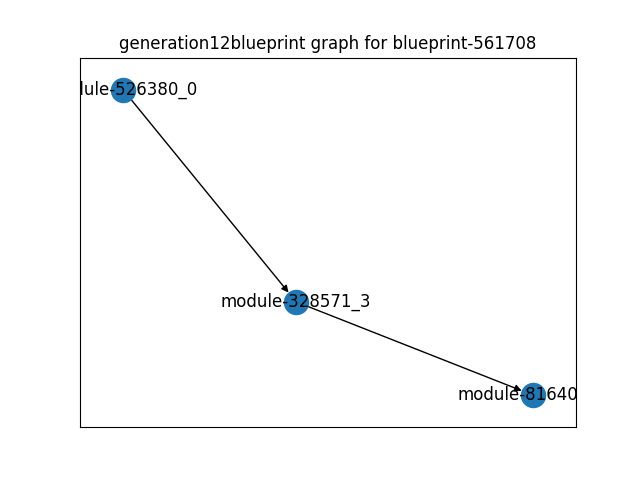 generation12blueprint graph for blueprint-561708
lule-526380_0
module-328571_3
module-81640